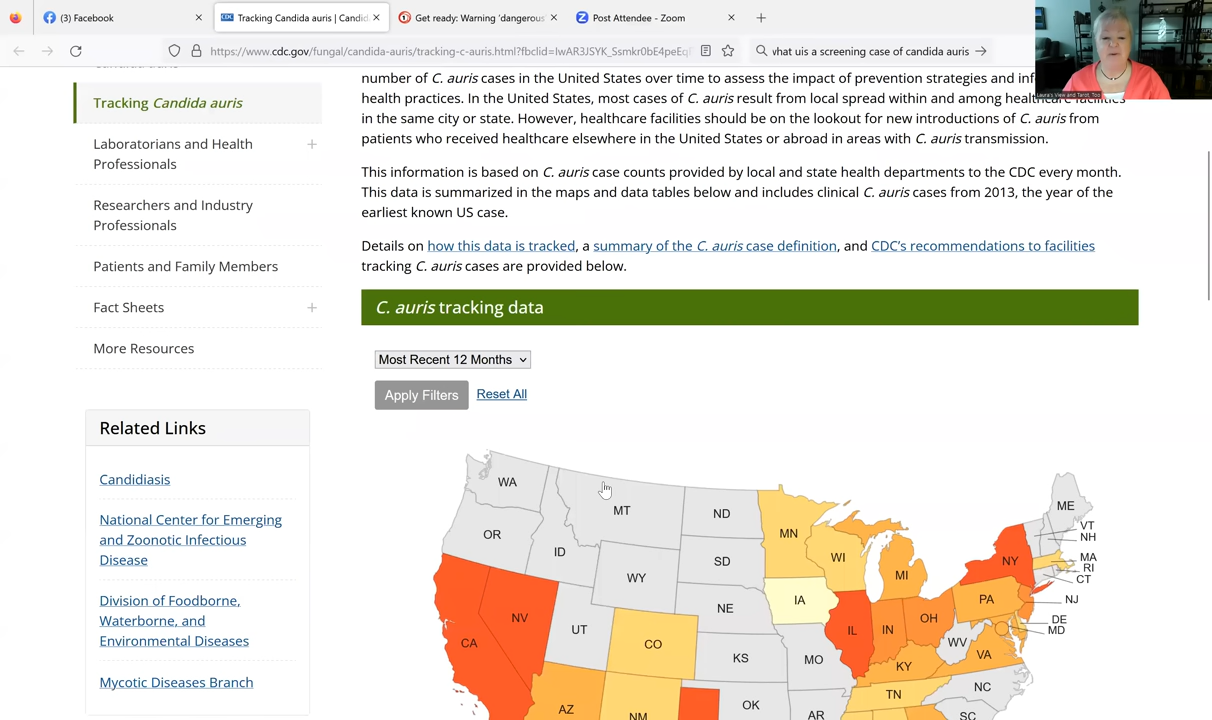 (3) Facebook
Tracking Candida auris | Candid
Get ready: Warning 'dangerous'
Post Attendee - Zoom
https://www.cdc.gov/fungal/candida-auris/tracking-c-auris.html?fbclid=IwAR3JSYK_Ssmkr0bE4peEq
what uis a screening case of candida auris
Laura's View and Tarot, Too
Tracking Candida auris
Laboratorians and Health
Professionals
Researchers and Industry
Professionals
Patients and Family Members
Fact Sheets
More Resources
Related Links
Candidiasis
National Center for Emerging
and Zoonotic Infectious
Disease
Division of Foodborne,
Waterborne, and
Environmental Diseases
Mycotic Diseases Branch
number of C. auris cases in the United States over time to assess the impact of prevention strategies and
health practices. In the United States, most cases of C. auris result from local spread within and among healthcare facilities
in the same city or state. However, healthcare facilities should be on the lookout for new introductions of C. auris from
patients who received healthcare elsewhere in the United States or abroad in areas with C. auris transmission.
This information is based on C. auris case counts provided by local and state health departments to the CDC every month.
This data is summarized in the maps and data tables below and includes clinical C. auris cases from 2013, the year of the
earliest known US case.
Details on how this data is tracked, a summary of the C. auris case definition, and CDC's recommendations to facilities
tracking C. auris cases are provided below.
C. auris tracking data
Most Recent 12 Months
Apply Filters Reset All
WA
MT
ND
ME
OR
MN
VT
NH
ID
SD
WI
NY
MA
RI
CT
WY
MI
IA
PA
NJ
NE
NV
UT
IL
IN
OH
DE
MD
CA
CO
KS
MO
WV
VA
KY
AZ
NM
OK
TN
NC
AR
SC